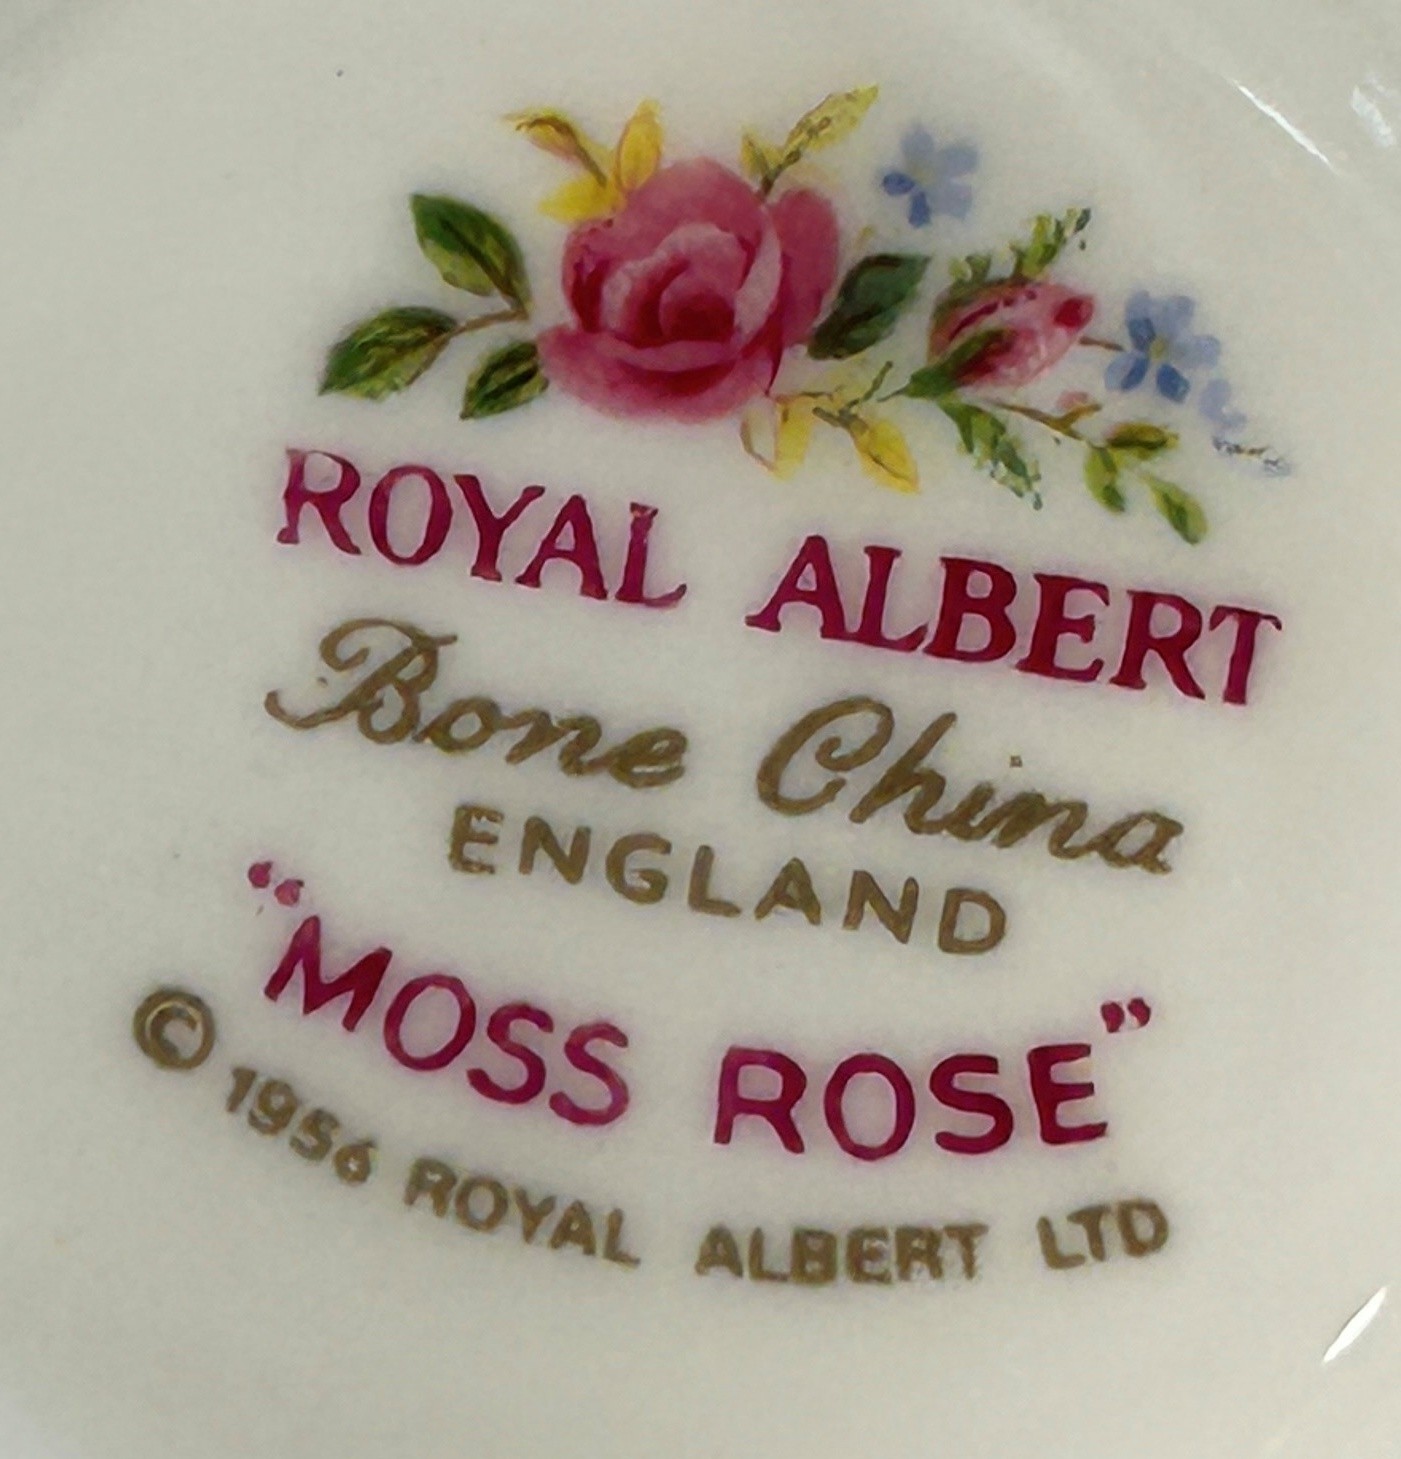 ROYAL ALBERT
Bone China
ENGLAND
“MOSS ROSE”
© 1956 ROYAL ALBERT LTD